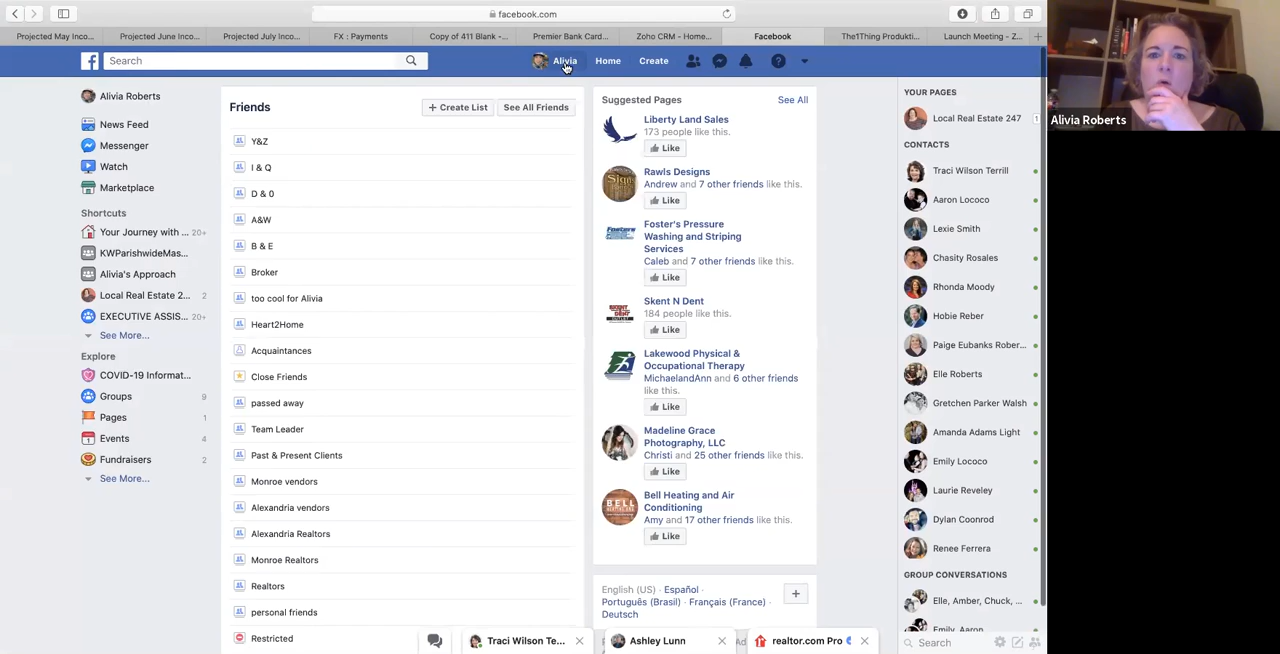 facebook.com
Projected May Inco...
Projected June Inco...
Projected July Inco...
FX : Payments
Copy of 411 Blank -...
Premier Bank Card...
Zoho CRM - Home...
Facebook
The1Thing Produkti...
Launch Meeting - Z...
Search
Alivia
Home
Create
Alivia Roberts
News Feed
Messenger
Watch
Marketplace
Shortcuts
Your Journey with ... 20+
KWParishwideMas...
Alivia's Approach
Local Real Estate 2... 2
EXECUTIVE ASSIS... 20+
See More...
Explore
COVID-19 Informat...
Groups 9
Pages 1
Events 4
Fundraisers 2
See More...
Friends
+ Create List
See All Friends
Y&Z
I & Q
D & 0
A&W
B & E
Broker
too cool for Alivia
Heart2Home
Acquaintances
Close Friends
passed away
Team Leader
Past & Present Clients
Monroe vendors
Alexandria vendors
Alexandria Realtors
Monroe Realtors
Realtors
personal friends
Restricted
Suggested Pages
See All
Liberty Land Sales
173 people like this.
Like
Rawls Designs
Andrew and 7 other friends like this.
Like
Foster's Pressure
Washing and Striping
Services
Caleb and 7 other friends like this.
Like
Skent N Dent
184 people like this.
Like
Lakewood Physical &
Occupational Therapy
MichaelandAnn and 6 other friends
like this.
Like
Madeline Grace
Photography, LLC
Christi and 25 other friends like this.
Like
Bell Heating and Air
Conditioning
Amy and 17 other friends like this.
Like
English (US) · Español ·
Português (Brasil) · Français (France) ·
Deutsch
YOUR PAGES
Local Real Estate 247 1
CONTACTS
Traci Wilson Terrill
Aaron Lococo
Lexie Smith
Chasity Rosales
Rhonda Moody
Hobie Reber
Paige Eubanks Rober...
Elle Roberts
Gretchen Parker Walsh
Amanda Adams Light
Emily Lococo
Laurie Reveley
Dylan Coonrod
Renee Ferrera
GROUP CONVERSATIONS
Elle, Amber, Chuck, ...
Emily, Aaron
Search
Traci Wilson Te...
Ashley Lunn
Ad
realtor.com Pro
Alivia Roberts